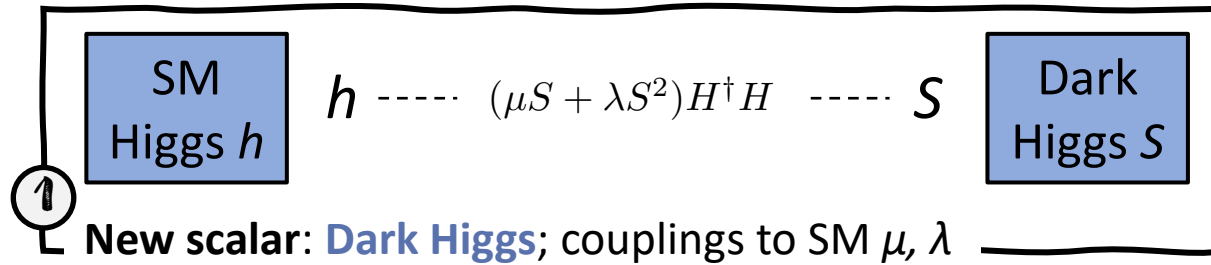 SM
Higgs h
h ----- (μS + λS²)H†H ----- S
Dark
Higgs S
1
New scalar: Dark Higgs; couplings to SM μ, λ